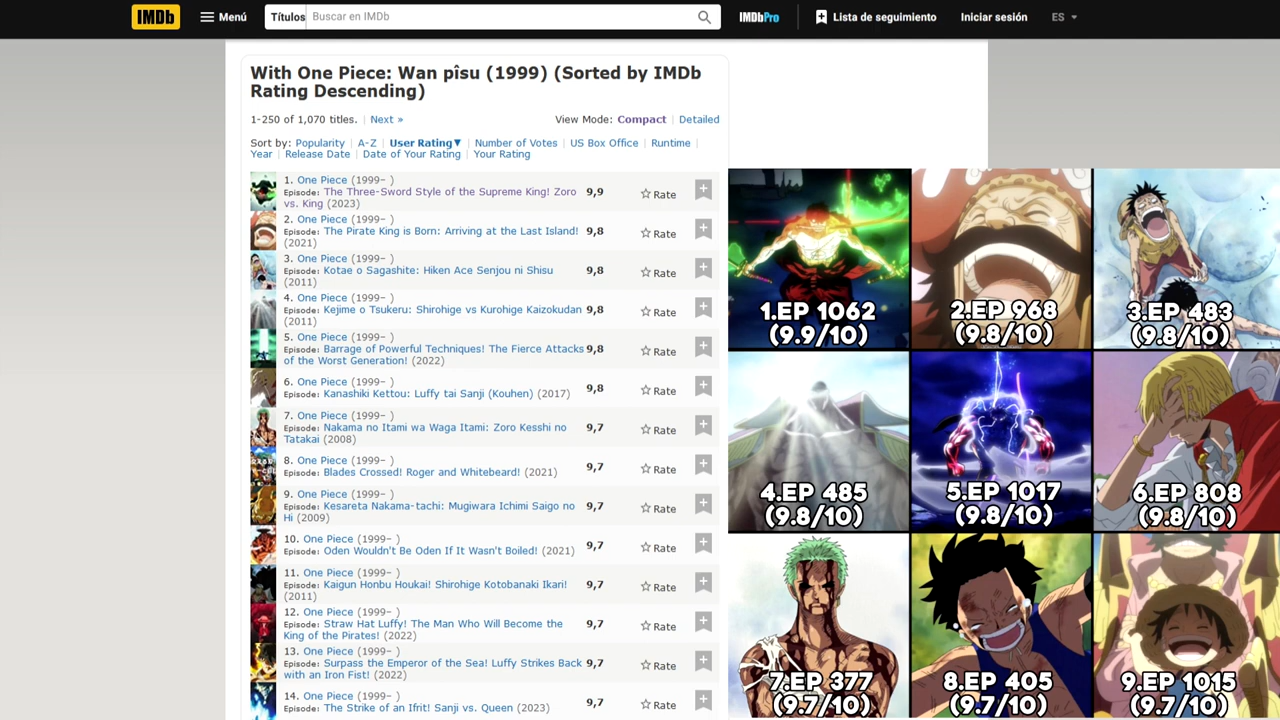 IMDb
Menú
Títulos
Buscar en IMDb
IMDbPro
Lista de seguimiento
Iniciar sesión
ES
With One Piece: Wan pîsu (1999) (Sorted by IMDb
Rating Descending)
1-250 of 1,070 titles. | Next »
View Mode: Compact | Detailed
Sort by: Popularity | A-Z | User Rating▼ | Number of Votes | US Box Office | Runtime |
Year | Release Date | Date of Your Rating | Your Rating
1. One Piece (1999– )
Episode: The Three-Sword Style of the Supreme King! Zoro
vs. King (2023)
9,9
Rate
2. One Piece (1999– )
Episode: The Pirate King is Born: Arriving at the Last Island!
(2021)
9,8
Rate
3. One Piece (1999– )
Episode: Kotae o Sagashite: Hiken Ace Senjou ni Shisu
(2011)
9,8
Rate
4. One Piece (1999– )
Episode: Kejime o Tsukeru: Shirohige vs Kurohige Kaizokudan
(2011)
9,8
Rate
5. One Piece (1999– )
Episode: Barrage of Powerful Techniques! The Fierce Attacks
of the Worst Generation! (2022)
9,8
Rate
6. One Piece (1999– )
Episode: Kanashiki Kettou: Luffy tai Sanji (Kouhen) (2017)
9,8
Rate
7. One Piece (1999– )
Episode: Nakama no Itami wa Waga Itami: Zoro Kesshi no
Tatakai (2008)
9,7
Rate
8. One Piece (1999– )
Episode: Blades Crossed! Roger and Whitebeard! (2021)
9,7
Rate
9. One Piece (1999– )
Episode: Kesareta Nakama-tachi: Mugiwara Ichimi Saigo no
Hi (2009)
9,7
Rate
10. One Piece (1999– )
Episode: Oden Wouldn't Be Oden If It Wasn't Boiled! (2021)
9,7
Rate
11. One Piece (1999– )
Episode: Kaigun Honbu Houkai! Shirohige Kotobanaki Ikari!
(2011)
9,7
Rate
12. One Piece (1999– )
Episode: Straw Hat Luffy! The Man Who Will Become the
King of the Pirates! (2022)
9,7
Rate
13. One Piece (1999– )
Episode: Surpass the Emperor of the Sea! Luffy Strikes Back
with an Iron Fist! (2022)
9,7
Rate
14. One Piece (1999– )
Episode: The Strike of an Ifrit! Sanji vs. Queen (2023)
9,7
Rate
1.EP 1062
(9.9/10)
2.EP 968
(9.8/10)
3.EP 483
(9.8/10)
4.EP 485
(9.8/10)
5.EP 1017
(9.8/10)
6.EP 808
(9.8/10)
7.EP 377
(9.7/10)
8.EP 405
(9.7/10)
9.EP 1015
(9.7/10)